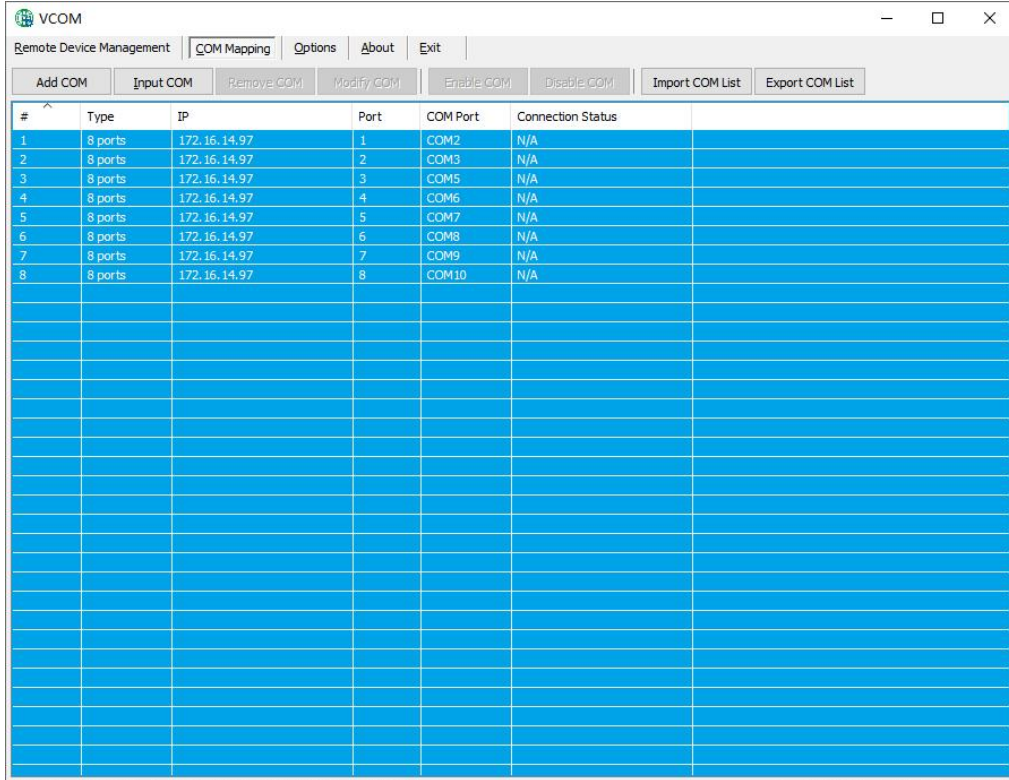 VCOM
Remote Device Management COM Mapping Options About Exit
Add COM Input COM Remove COM Modify COM Enable COM Disable COM Import COM List Export COM List
# Type IP Port COM Port Connection Status
1 8 ports 172.16.14.97 1 COM2 N/A
2 8 ports 172.16.14.97 2 COM3 N/A
3 8 ports 172.16.14.97 3 COM5 N/A
4 8 ports 172.16.14.97 4 COM6 N/A
5 8 ports 172.16.14.97 5 COM7 N/A
6 8 ports 172.16.14.97 6 COM8 N/A
7 8 ports 172.16.14.97 7 COM9 N/A
8 8 ports 172.16.14.97 8 COM10 N/A